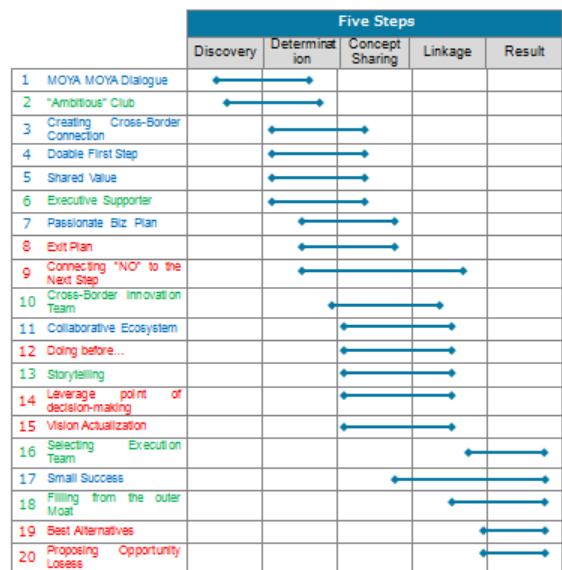 Five Steps
Discovery
Determinat
ion
Concept
Sharing
Linkage
Result
1 MOYA MOYA Dialogue
2 "Ambitious" Club
3 Creating Cross-Border
Connection
4 Doable First Step
5 Shared Value
6 Executive Supporter
7 Passionate Biz Plan
8 Exit Plan
9 Connecting "NO" to the
Next Step
10 Cross-Border Innovation
Team
11 Collaborative Ecosystem
12 Doing before...
13 Storytelling
14 Leverage point of
decision-making
15 Vision Actualization
16 Selecting Execution
Team
17 Small Success
18 Filling from the outer
Moat
19 Best Alternatives
20 Proposing Opportunity
Losess